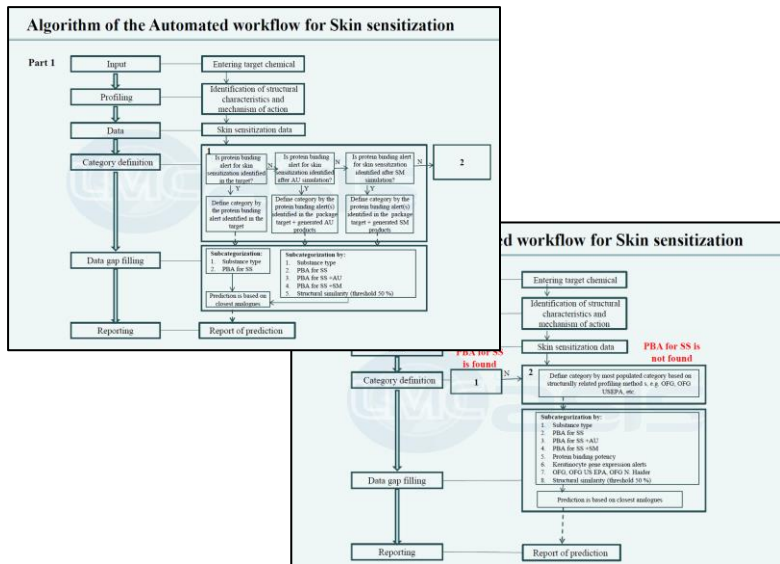 Algorithm of the Automated workflow for Skin sensitization
Part 1
Input
Entering target chemical
Profiling
Identification of structural
characteristics and
mechanism of action
Data
Skin sensitization data
Category definition
1
Is protein binding
alert for skin
sensitization identified
in the target?
N
Is protein binding
alert for skin
sensitization identified
after AU simulation?
N
Is protein binding alert
for skin sensitization
identified after SM
simulation?
N
2
Y
Y
Y
Define category by
the protein binding
alert identified in the
target
Define category by the
protein binding alert(s)
identified in the package
target + generated AU
products
Define category by the
protein binding alert(s)
identified in the package
target + generated SM
products
Data gap filling
Subcategorization:
1. Substance type
2. PBA for SS
Subcategorization by:
1. Substance type
2. PBA for SS
3. PBA for SS +AU
4. PBA for SS +SM
5. Structural similarity (threshold 50 %)
Prediction is based on
closest analogues
Reporting
Report of prediction
ed workflow for Skin sensitization
Entering target chemical
Identification of structural
characteristics and
mechanism of action
Skin sensitization data
PBA for SS
is found
PBA for SS is
not found
Category definition
1
N
2
Define category by most populated category based on
structurally related profiling method s, e.g. OFG, OFG
USEPA, etc
Data gap filling
Subcategorization by:
1. Substance type
2. PBA for SS
3. PBA for SS +AU
4. PBA for SS +SM
5. Protein binding potency
6. Keratinocyte gene expression alerts
7. OFG, OFG US EPA, OFG N. Haider
8. Structural similarity (threshold 50 %)
Prediction is based on closest analogues
Reporting
Report of prediction